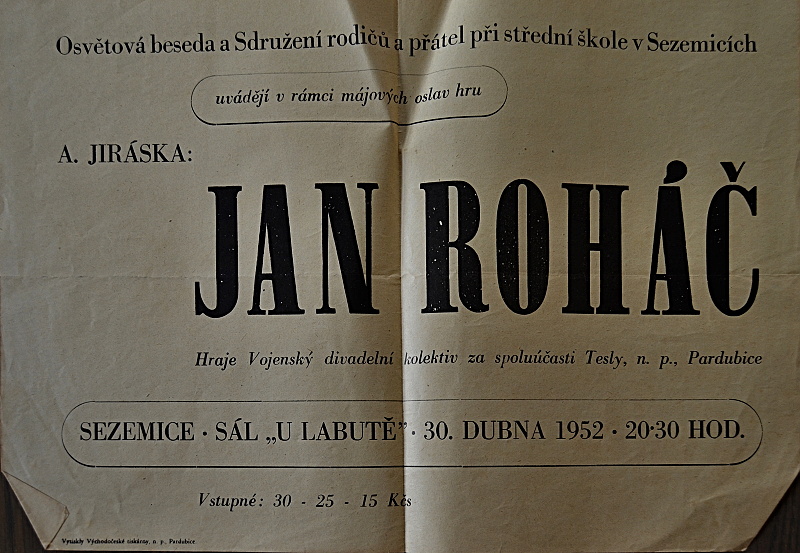 Osvětová beseda a Sdružení rodičů a přátel při střední škole v Sezemicích
uvádějí v rámci májových oslav hru
A. JIRÁSKA:
JAN ROHÁČ
Hraje Vojenský divadelní kolektiv za spoluúčasti Tesly, n. p., Pardubice
SEZEMICE · SÁL „U LABUTĚ” · 30. DUBNA 1952 · 20·30 HOD.
Vstupné: 30 - 25 - 15 Kčs
Vytiskly Východočeské tiskárny, n. p., Pardubice